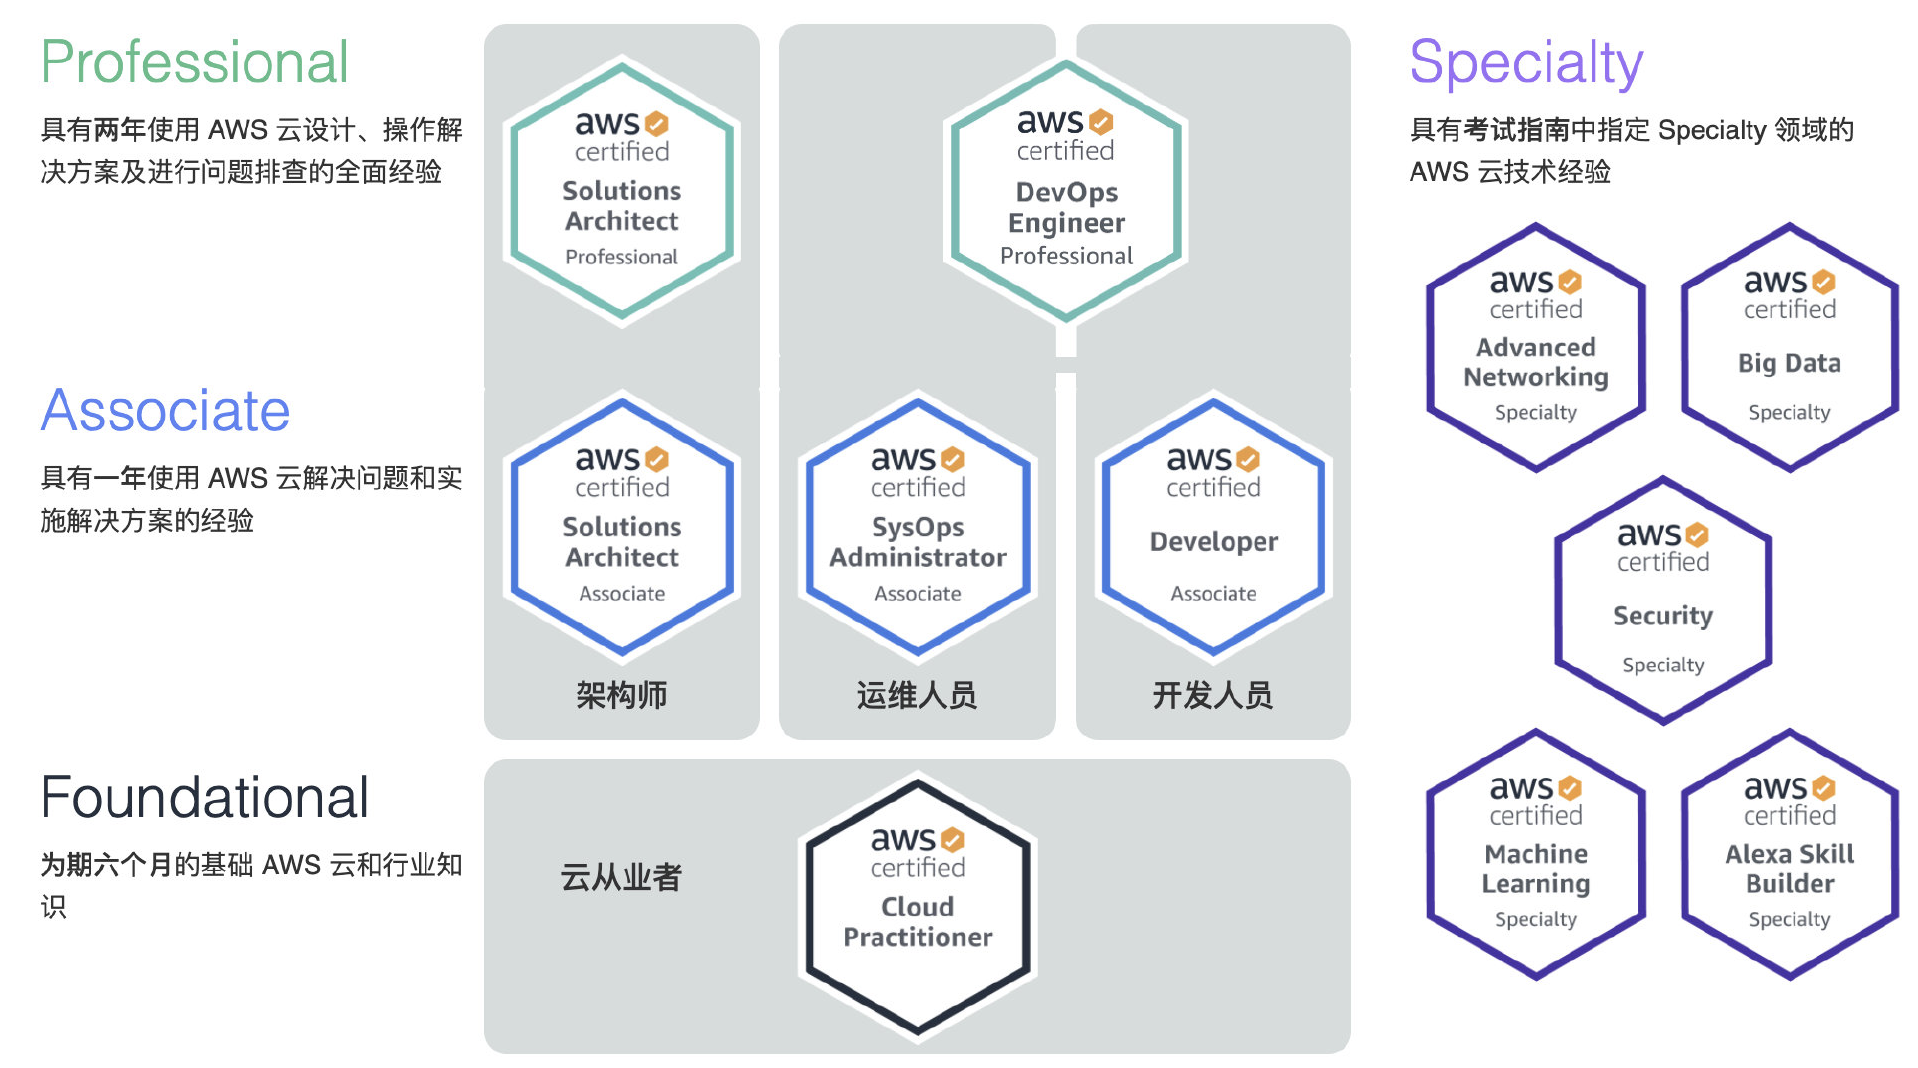 Professional
具有两年使用 AWS 云设计、操作解
决方案及进行问题排查的全面经验
aws
certified
Solutions
Architect
Professional
aws
certified
DevOps
Engineer
Professional
Associate
具有一年使用 AWS 云解决问题和实
施解决方案的经验
aws
certified
Solutions
Architect
Associate
架构师
aws
certified
SysOps
Administrator
Associate
运维人员
aws
certified
Developer
Associate
开发人员
Foundational
为期六个月的基础 AWS 云和行业知
识
云从业者
aws
certified
Cloud
Practitioner
Specialty
具有考试指南中指定 Specialty 领域的
AWS 云技术经验
aws
certified
Advanced
Networking
Specialty
aws
certified
Big Data
Specialty
aws
certified
Security
Specialty
aws
certified
Machine
Learning
Specialty
aws
certified
Alexa Skill
Builder
Specialty